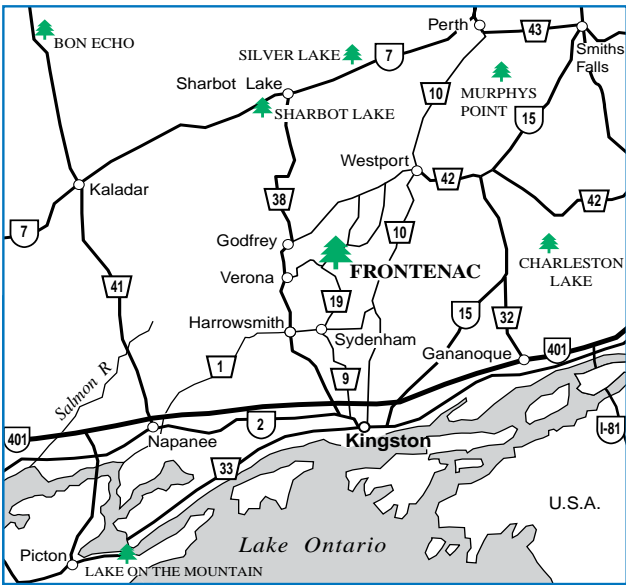 Perth
43
BON ECHO
SILVER LAKE
7
Smiths
Falls
Sharbot Lake
10
MURPHYS
POINT
SHARBOT LAKE
15
Westport
42
Kaladar
38
42
10
7
Godfrey
FRONTENAC
CHARLESTON
LAKE
Verona
41
19
15
32
Harrowsmith
Sydenham
Gananoque
401
1
9
Salmon R
2
I-81
401
Napanee
Kingston
33
U.S.A.
Picton
Lake Ontario
LAKE ON THE MOUNTAIN